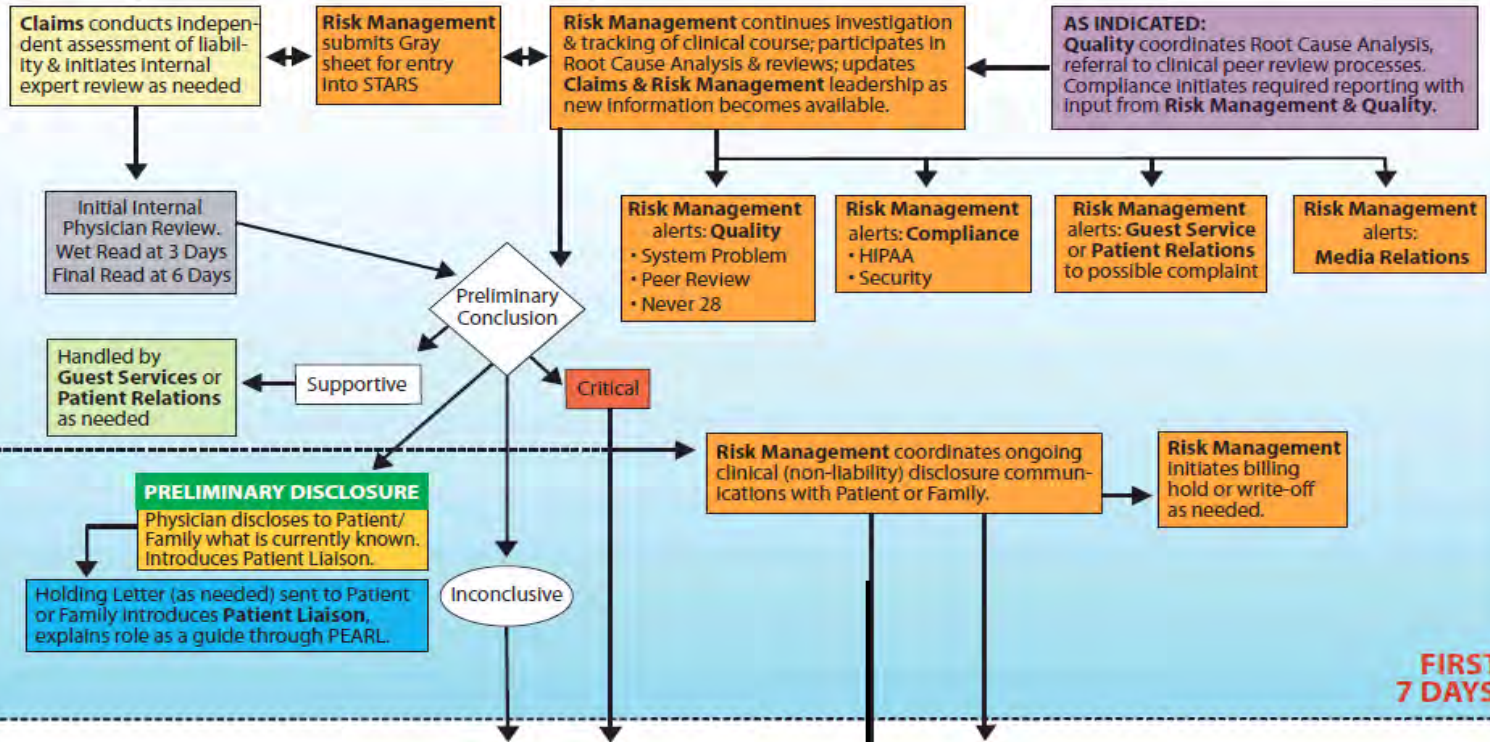 Claims conducts indepen-
dent assessment of liabil-
ity & initiates internal
expert review as needed
Risk Management
submits Gray
sheet for entry
into STARS
Risk Management continues investigation
& tracking of clinical course; participates in
Root Cause Analysis & reviews; updates
Claims & Risk Management leadership as
new information becomes available.
AS INDICATED:
Quality coordinates Root Cause Analysis,
referral to clinical peer review processes.
Compliance initiates required reporting with
input from Risk Management & Quality.
Initial Internal
Physician Review.
Wet Read at 3 Days
Final Read at 6 Days
Risk Management
alerts: Quality
• System Problem
• Peer Review
• Never 28
Risk Management
alerts: Compliance
• HIPAA
• Security
Risk Management
alerts: Guest Service
or Patient Relations
to possible complaint
Risk Management
alerts:
Media Relations
Preliminary
Conclusion
Handled by
Guest Services or
Patient Relations
as needed
Supportive
Critical
Risk Management coordinates ongoing
clinical (non-liability) disclosure commun-
ications with Patient or Family.
Risk Management
initiates billing
hold or write-off
as needed.
PRELIMINARY DISCLOSURE
Physician discloses to Patient/
Family what is currently known.
Introduces Patient Liaison.
Holding Letter (as needed) sent to Patient
or Family introduces Patient Liaison,
explains role as a guide through PEARL.
Inconclusive
FIRST
7 DAYS